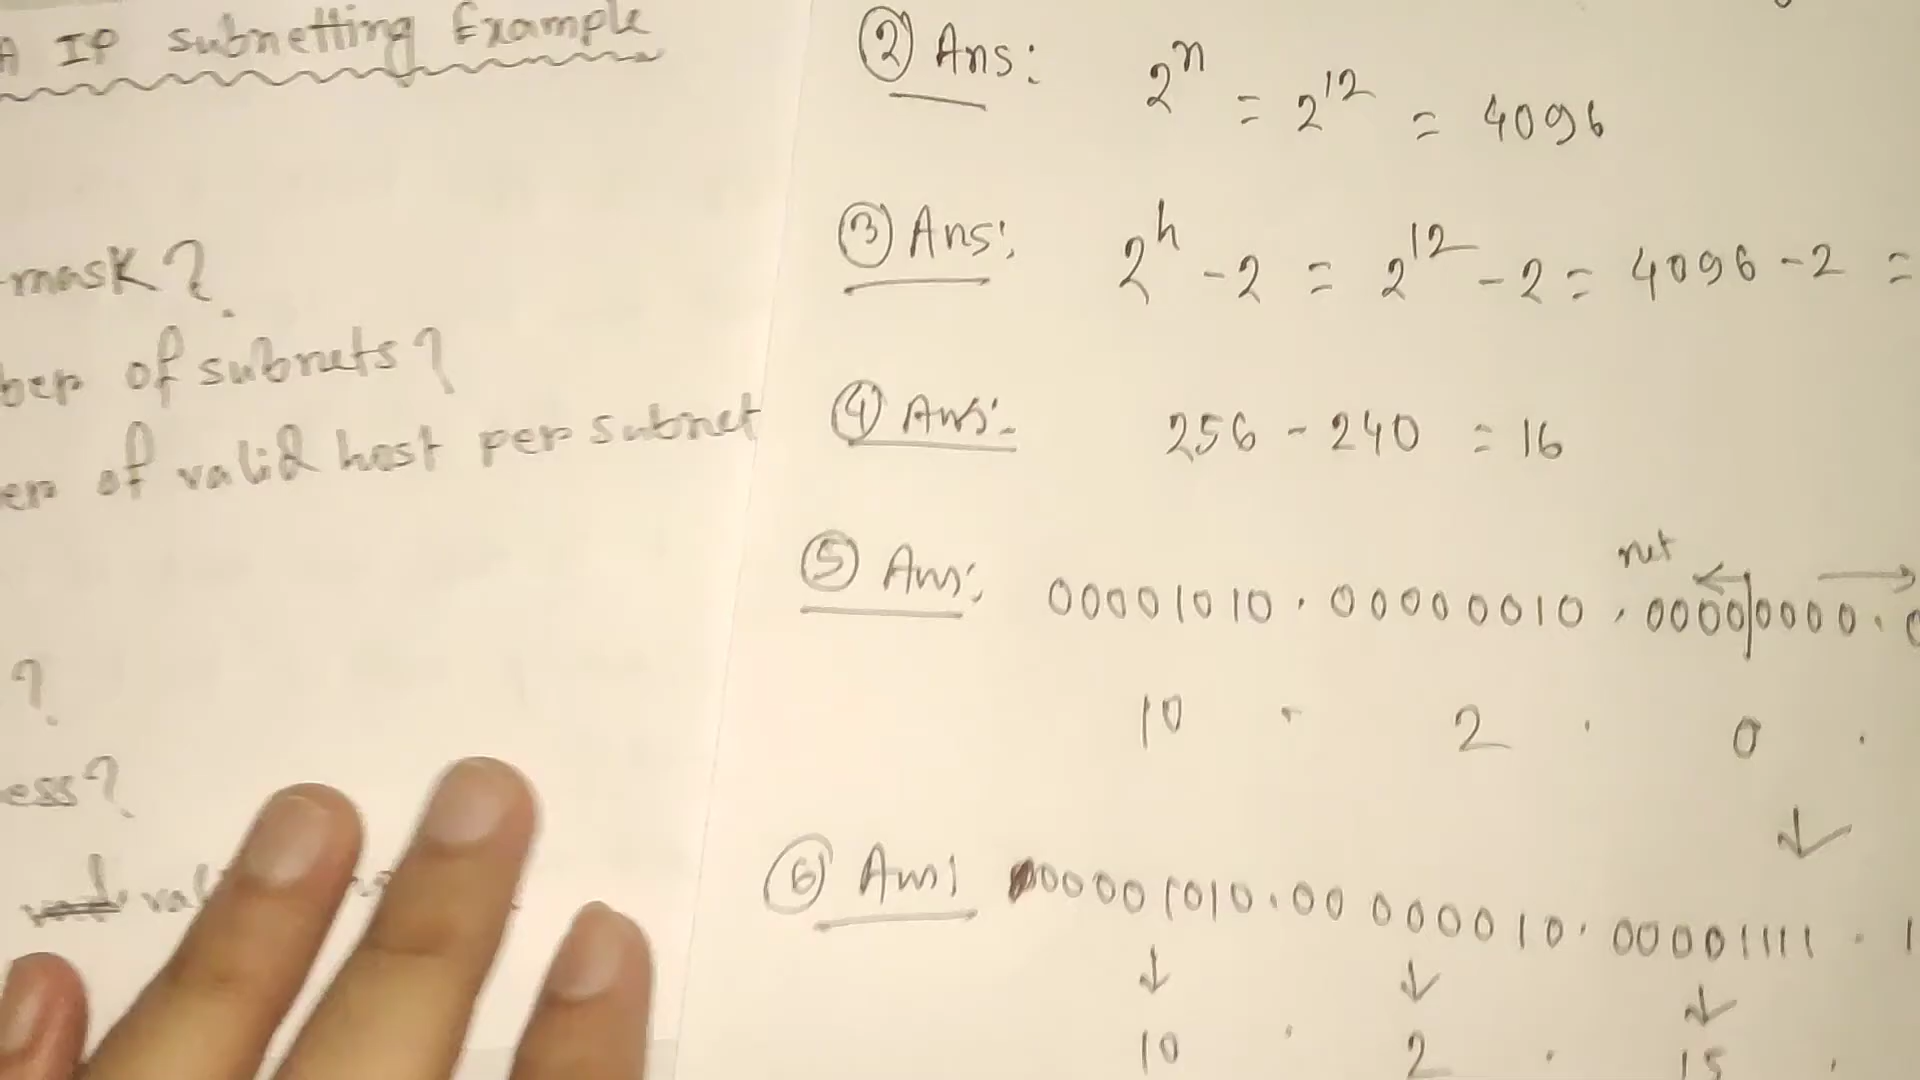 A IP subnetting Example
-mask?
ber of subnets?
er of valid host per subnet
?
ess?
② Ans: 2^n = 2^12 = 4096
③ Ans: 2^h - 2 = 2^12 - 2 = 4096 - 2 =
④ Ans:- 256 - 240 = 16
net
⑤ Ans: 00001010.00000010.0000|0000.0
10 . 2 . 0 .
⑥ Ans: 00001010.00000010.00001111.1
10 . 2 . 15 .